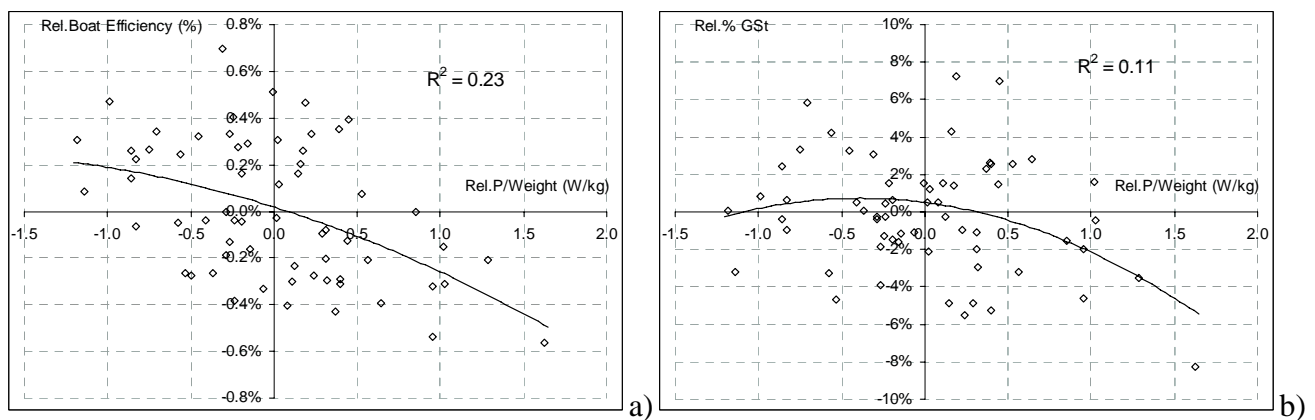 Rel.Boat Efficiency (%)
0.8%
0.6%
0.4%
0.2%
0.0%
-0.2%
-0.4%
-0.6%
-0.8%
R² = 0.23
Rel.P/Weight (W/kg)
-1.5 -1.0 -0.5 0.0 0.5 1.0 1.5 2.0
a)
Rel.% GSt
10%
8%
6%
4%
2%
0%
-2%
-4%
-6%
-8%
-10%
R² = 0.11
Rel.P/Weight (W/kg)
-1.5 -1.0 -0.5 0.0 0.5 1.0 1.5 2.0
b)